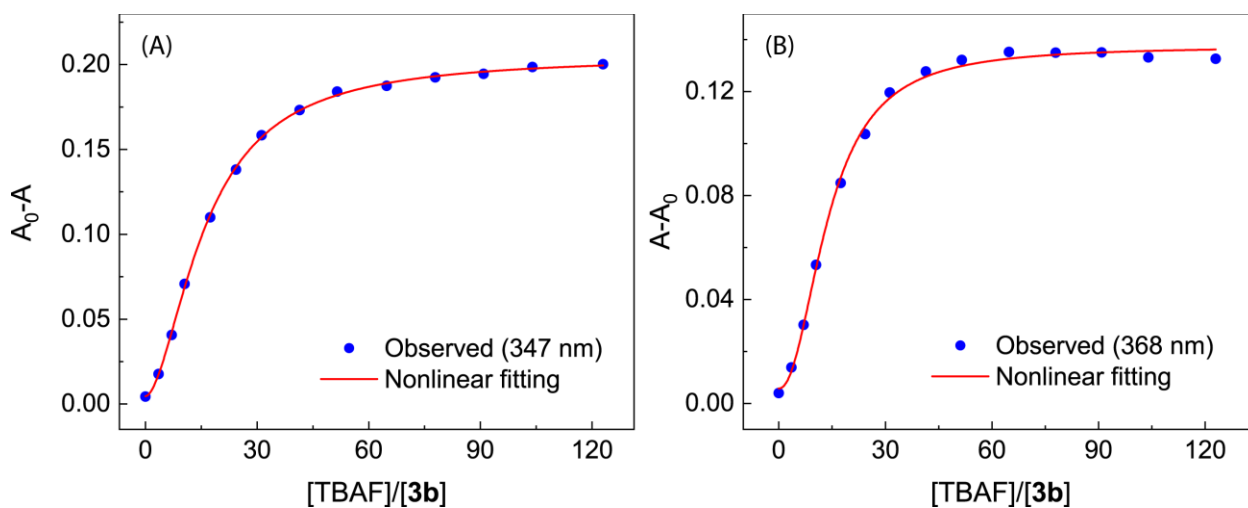 (A)
A₀-A
0.20
0.15
0.10
0.05
0.00
Observed (347 nm)
Nonlinear fitting
0 30 60 90 120
[TBAF]/[3b]
(B)
A-A₀
0.12
0.08
0.04
0.00
Observed (368 nm)
Nonlinear fitting
0 30 60 90 120
[TBAF]/[3b]